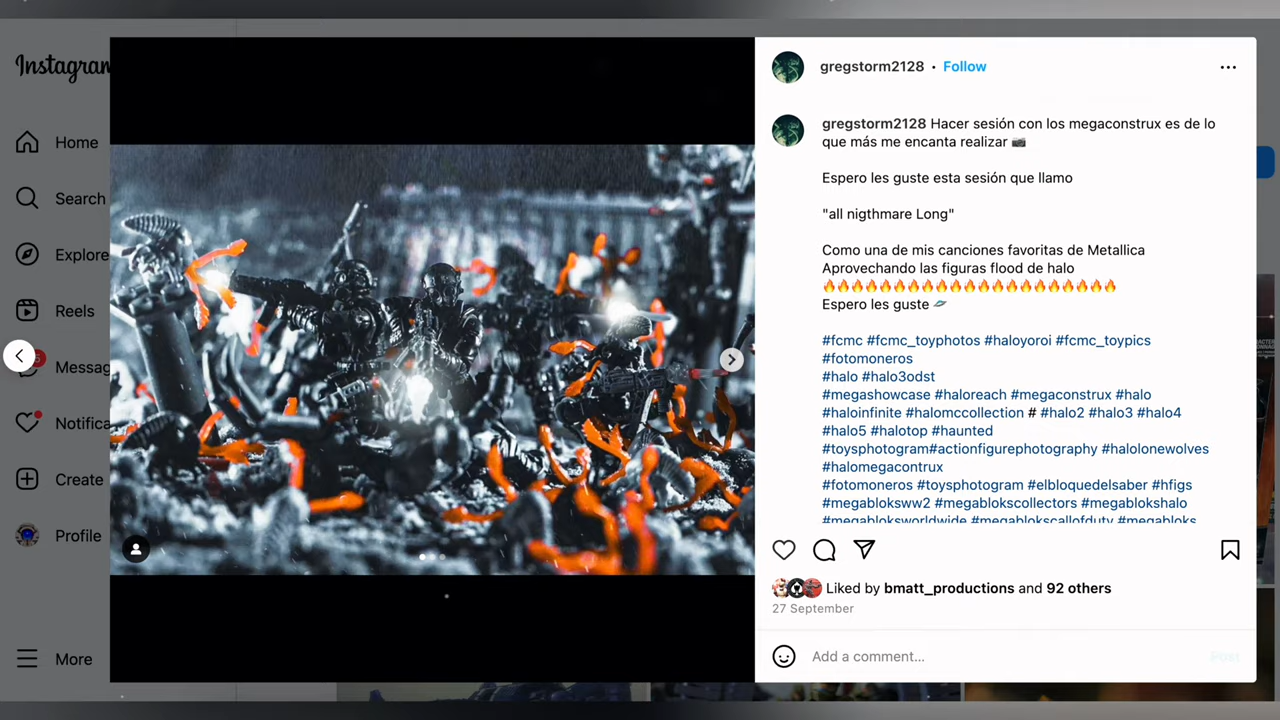 Instagram
Home
Search
Explore
Reels
Messag
Notifica
Create
Profile
More
gregstorm2128 • Follow
gregstorm2128 Hacer sesión con los megaconstrux es de lo
que más me encanta realizar 📷
Espero les guste esta sesión que llamo
"all nigthmare Long"
Como una de mis canciones favoritas de Metallica
Aprovechando las figuras flood de halo
🔥🔥🔥🔥🔥🔥🔥🔥🔥🔥🔥🔥🔥🔥🔥🔥🔥🔥🔥🔥🔥
Espero les guste 🪐
#fcmc #fcmc_toyphotos #haloyoroi #fcmc_toypics
#fotomoneros
#halo #halo3odst
#megashowcase #haloreach #megaconstrux #halo
#haloinfinite #halomccollection # #halo2 #halo3 #halo4
#halo5 #halotop #haunted
#toysphotogram#actionfigurephotography #halolonewolves
#halomegacontrux
#fotomoneros #toysphotogram #elbloquedelsaber #hfigs
#megabloksww2 #megablokscollectors #megablokshalo
#megabloksworldwide #megablokscallofduty #megabloks
Liked by bmatt_productions and 92 others
27 September
Add a comment...
Post